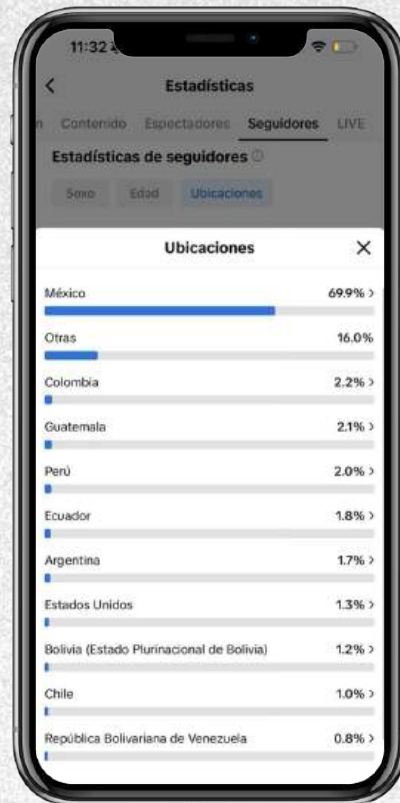 11:32
Estadísticas
n Contenido Espectadores Seguidores LIVE
Estadísticas de seguidores
Sexo Edad Ubicaciones
Ubicaciones
México 69.9%
Otras 16.0%
Colombia 2.2%
Guatemala 2.1%
Perú 2.0%
Ecuador 1.8%
Argentina 1.7%
Estados Unidos 1.3%
Bolivia (Estado Plurinacional de Bolivia) 1.2%
Chile 1.0%
República Bolivariana de Venezuela 0.8%